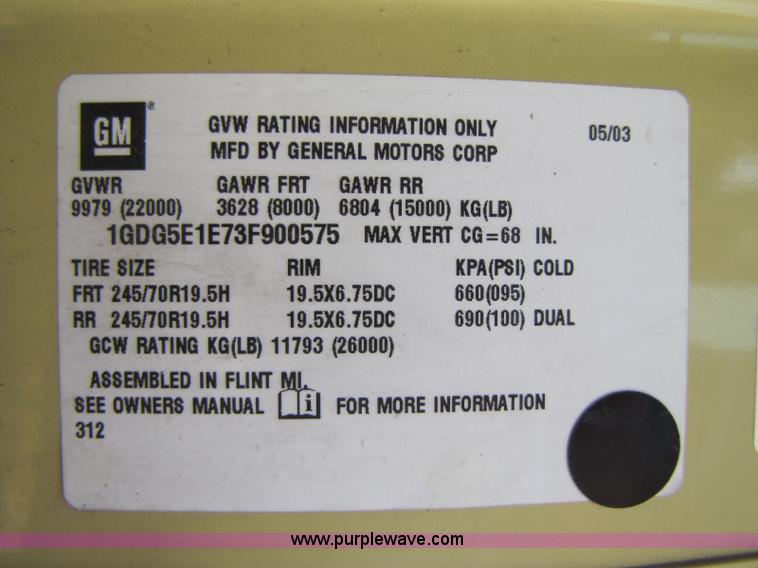 GM ®
GVW RATING INFORMATION ONLY
05/03
MFD BY GENERAL MOTORS CORP
GVWR GAWR FRT GAWR RR
9979 (22000) 3628 (8000) 6804 (15000) KG(LB)
1GDG5E1E73F900575 MAX VERT CG=68 IN.
TIRE SIZE RIM KPA(PSI) COLD
FRT 245/70R19.5H 19.5X6.75DC 660(095)
RR 245/70R19.5H 19.5X6.75DC 690(100) DUAL
GCW RATING KG(LB) 11793 (26000)
ASSEMBLED IN FLINT MI.
SEE OWNERS MANUAL i FOR MORE INFORMATION
312
www.purplewave.com